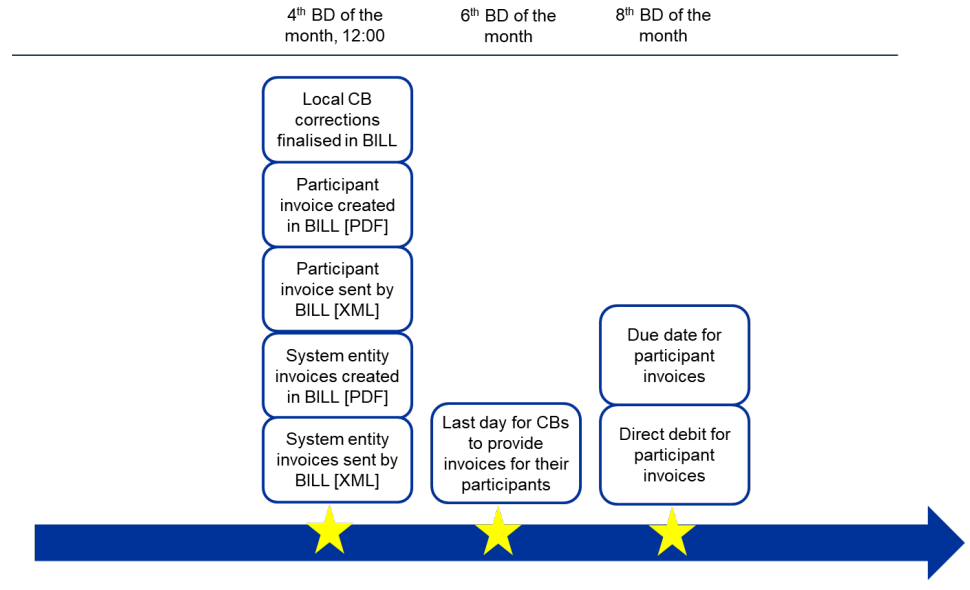 4th BD of the
month, 12:00
6th BD of the
month
8th BD of the
month
Local CB
corrections
finalised in BILL
Participant
invoice created
in BILL [PDF]
Participant
invoice sent by
BILL [XML]
System entity
invoices created
in BILL [PDF]
System entity
invoices sent by
BILL [XML]
Last day for CBs
to provide
invoices for their
participants
Due date for
participant
invoices
Direct debit for
participant
invoices